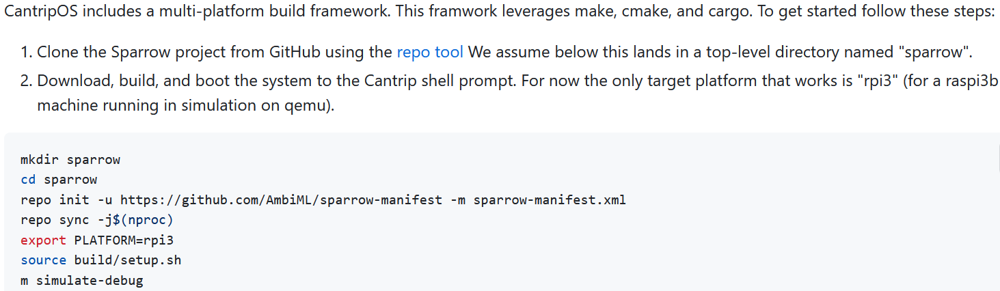 CantripOS includes a multi-platform build framework. This framwork leverages make, cmake, and cargo. To get started follow these steps:
1. Clone the Sparrow project from GitHub using the repo tool We assume below this lands in a top-level directory named "sparrow".
2. Download, build, and boot the system to the Cantrip shell prompt. For now the only target platform that works is "rpi3" (for a raspi3b
machine running in simulation on qemu).
mkdir sparrow
cd sparrow
repo init -u https://github.com/AmbiML/sparrow-manifest -m sparrow-manifest.xml
repo sync -j$(nproc)
export PLATFORM=rpi3
source build/setup.sh
m simulate-debug